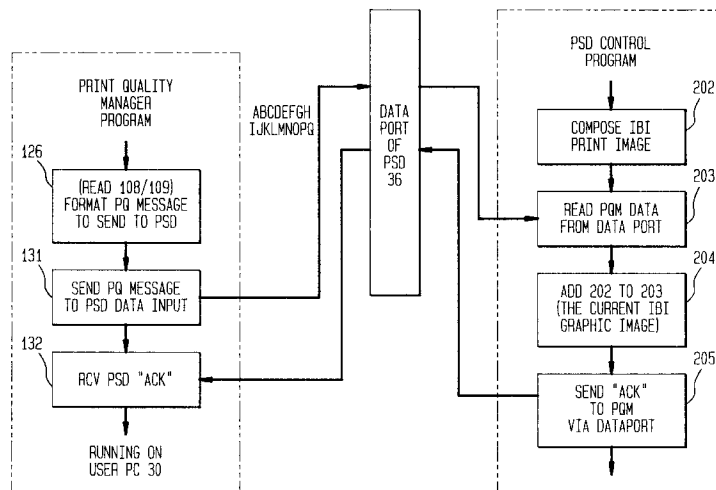 PRINT QUALITY
MANAGER
PROGRAM
126
(READ 108/109)
FORMAT PQ MESSAGE
TO SEND TO PSD
131
SEND PQ MESSAGE
TO PSD DATA INPUT
132
RCV PSD "ACK"
RUNNING ON
USER PC 30
ABCDEFGH
IJKLMNOPQ
DATA
PORT
OF
PSD
36
PSD CONTROL
PROGRAM
202
COMPOSE IBI
PRINT IMAGE
203
READ PQM DATA
FROM DATA PORT
204
ADD 202 TO 203
(THE CURRENT IBI
GRAPHIC IMAGE)
205
SEND "ACK"
TO PQM
VIA DATAPORT